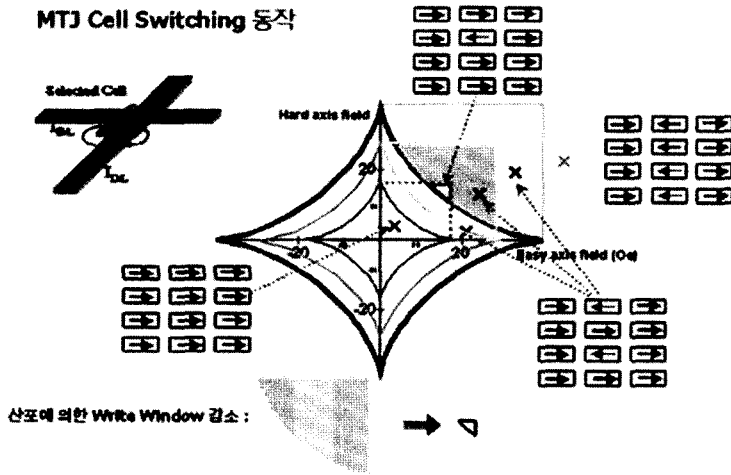 MTJ Cell Switching 동작
Selected Cell
Hard axis field
20
-20
20
Easy axis field (Oe)
-20
산포에 의한 Write Window 감소 :